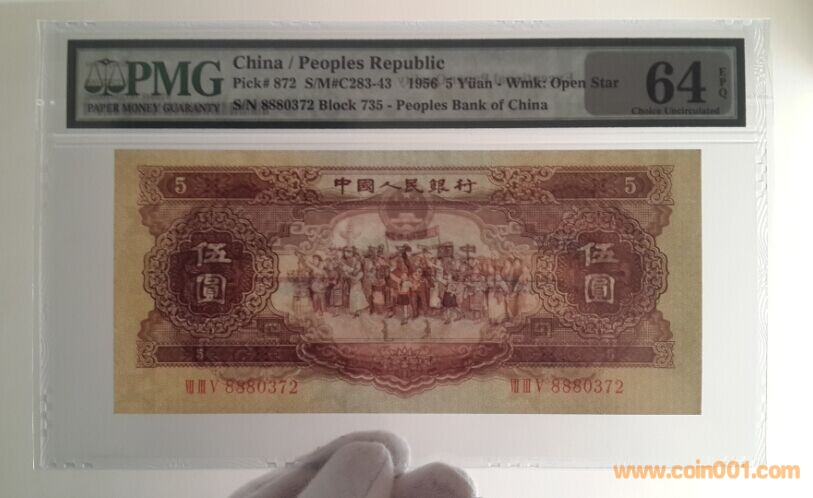 PMG
PAPER MONEY GUARANTY
China / Peoples Republic
Pick# 872 S/M#C283-43 1956 5 Yüan - Wmk: Open Star
S/N 8880372 Block 735 - Peoples Bank of China
64 EPQ
Choice Uncirculated
5 中國人民銀行 5
伍圓 伍圓
5 5
VII III V 8880372 VII III V 8880372
www.coin001.com